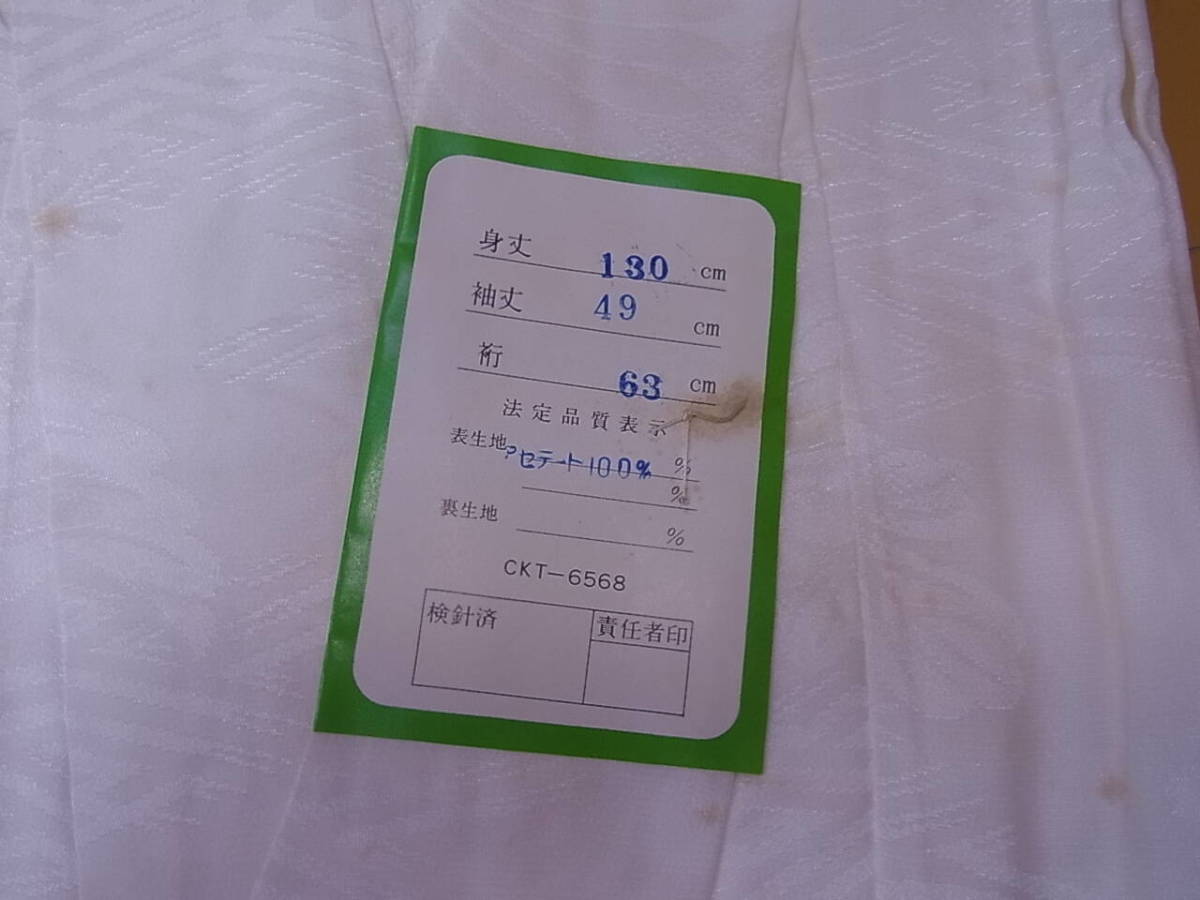 身丈 130 cm
袖丈 49 cm
裄 63 cm
法定品質表示
表生地 アセテート100% %
%
裏生地 %
CKT-6568
検針済 責任者印